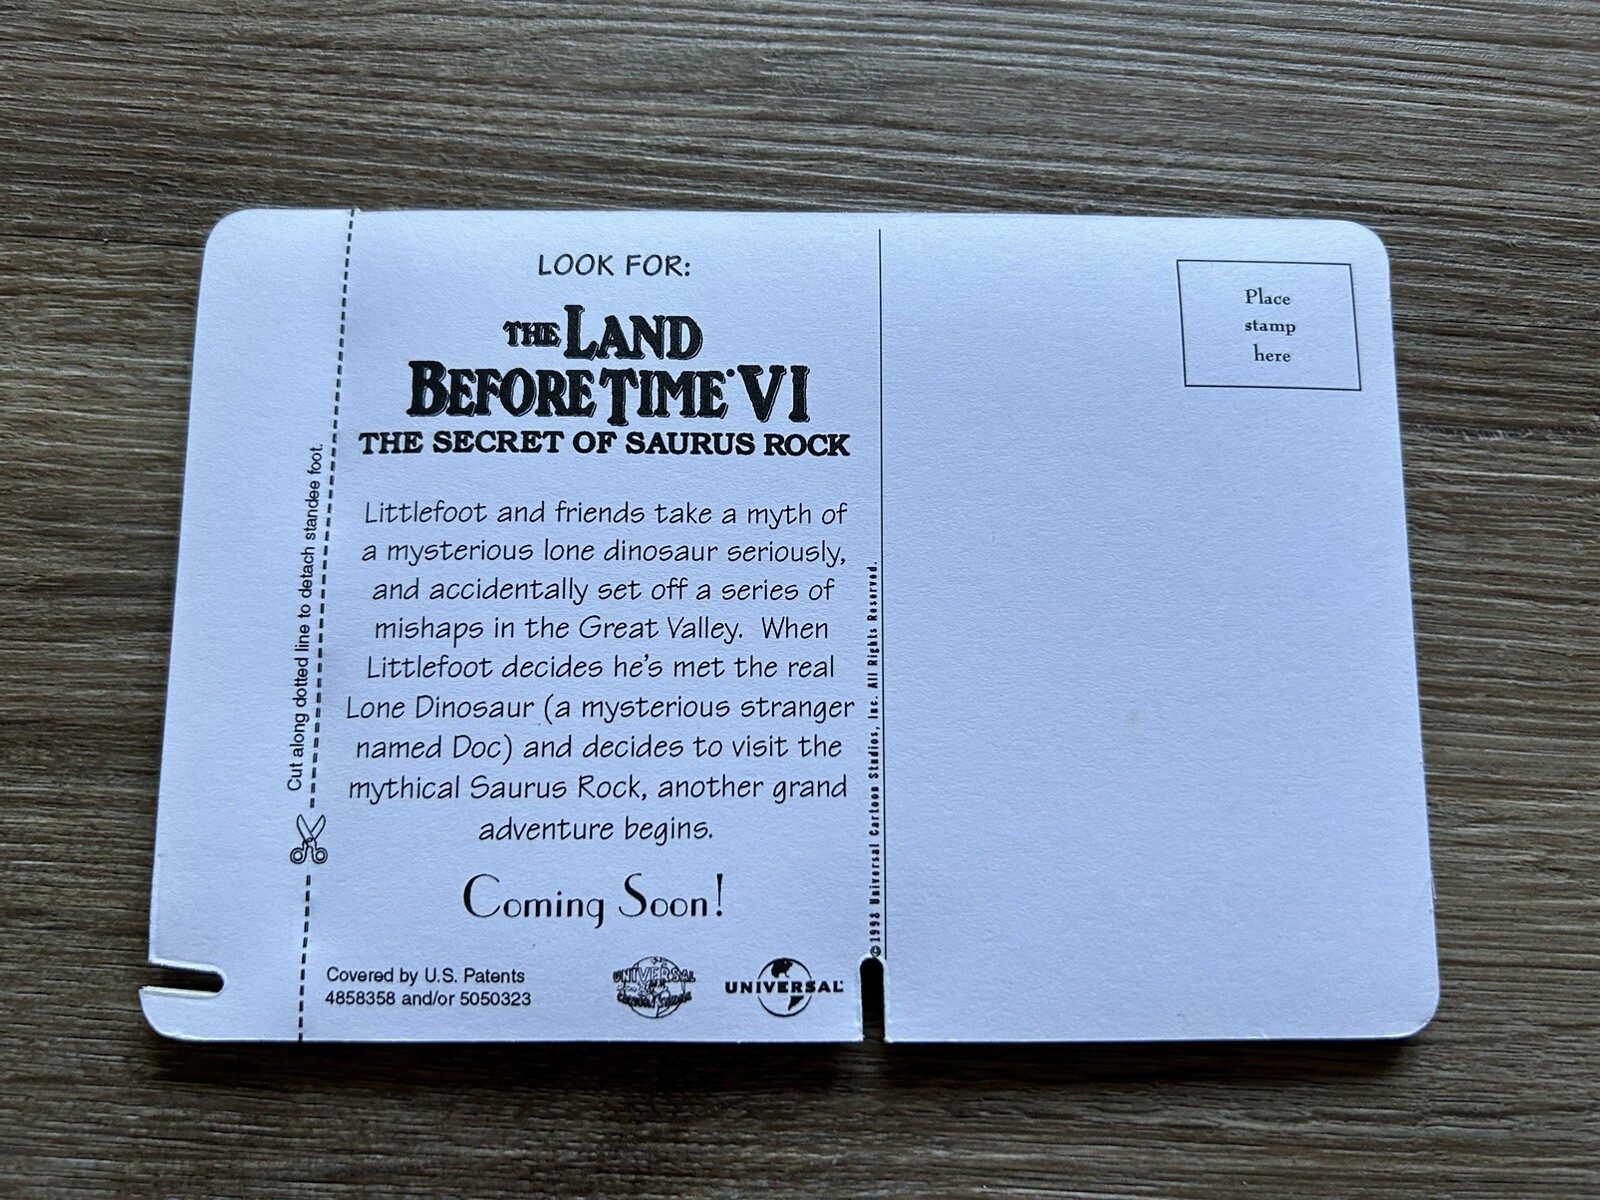 Cut along dotted line to detach standee foot.
LOOK FOR:
THE LAND
BEFORE TIME VI
THE SECRET OF SAURUS ROCK
Littlefoot and friends take a myth of
a mysterious lone dinosaur seriously,
and accidentally set off a series of
mishaps in the Great Valley. When
Littlefoot decides he's met the real
Lone Dinosaur (a mysterious stranger
named Doc) and decides to visit the
mythical Saurus Rock, another grand
adventure begins.
Coming Soon!
Covered by U.S. Patents
4858358 and/or 5050323
UNIVERSAL
CARTOON STUDIOS
UNIVERSAL
©1998 Universal Cartoon Studios, Inc. All Rights Reserved.
Place
stamp
here